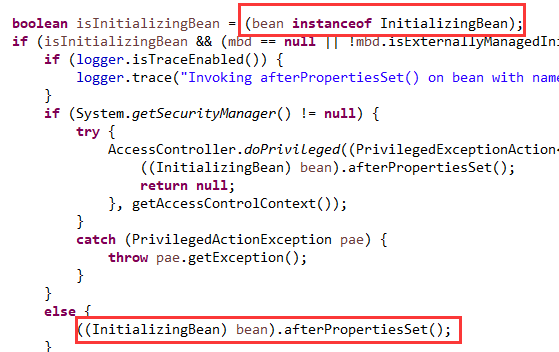 boolean isInitializingBean = (bean instanceof InitializingBean);
if (isInitializingBean && (mbd == null || !mbd.isExternallyManagedIni
if (logger.isTraceEnabled()) {
logger.trace("Invoking afterPropertiesSet() on bean with name
}
if (System.getSecurityManager() != null) {
try {
AccessController.doPrivileged((PrivilegedExceptionAction<
((InitializingBean) bean).afterPropertiesSet();
return null;
}, getAccessControlContext());
}
catch (PrivilegedActionException pae) {
throw pae.getException();
}
}
else {
((InitializingBean) bean).afterPropertiesSet();
}